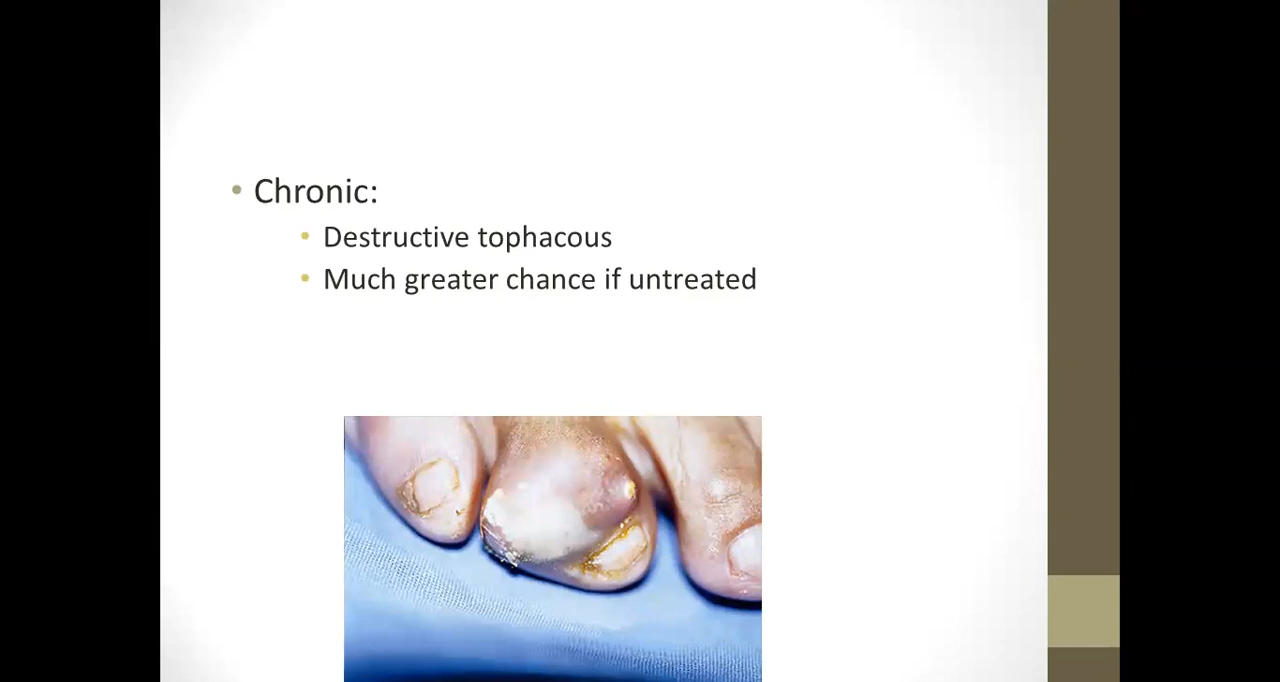 • Chronic:
• Destructive tophacous
• Much greater chance if untreated